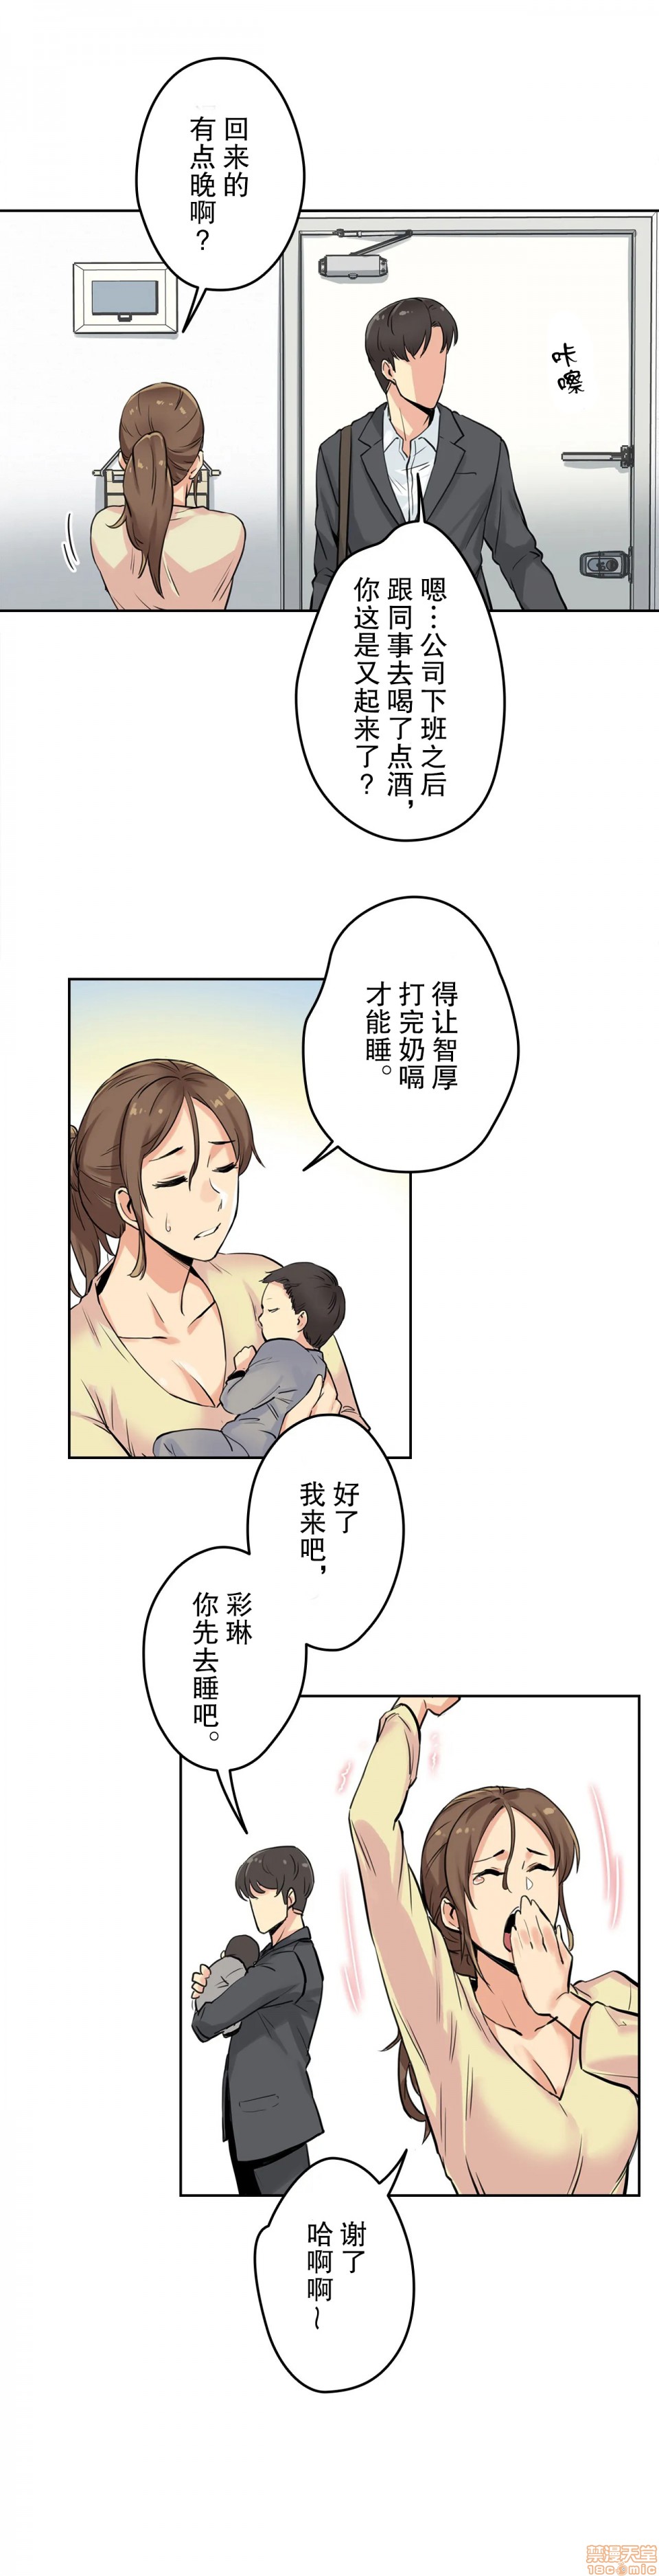 回来的
有点晚啊？
咔嚓
嗯…公司下班之后
跟同事去喝了点酒，
你这是又起来了？
得让智厚
打完奶嗝
才能睡。
好了
我来吧，
彩琳
你先去睡吧。
谢了
哈啊啊~
禁漫天堂